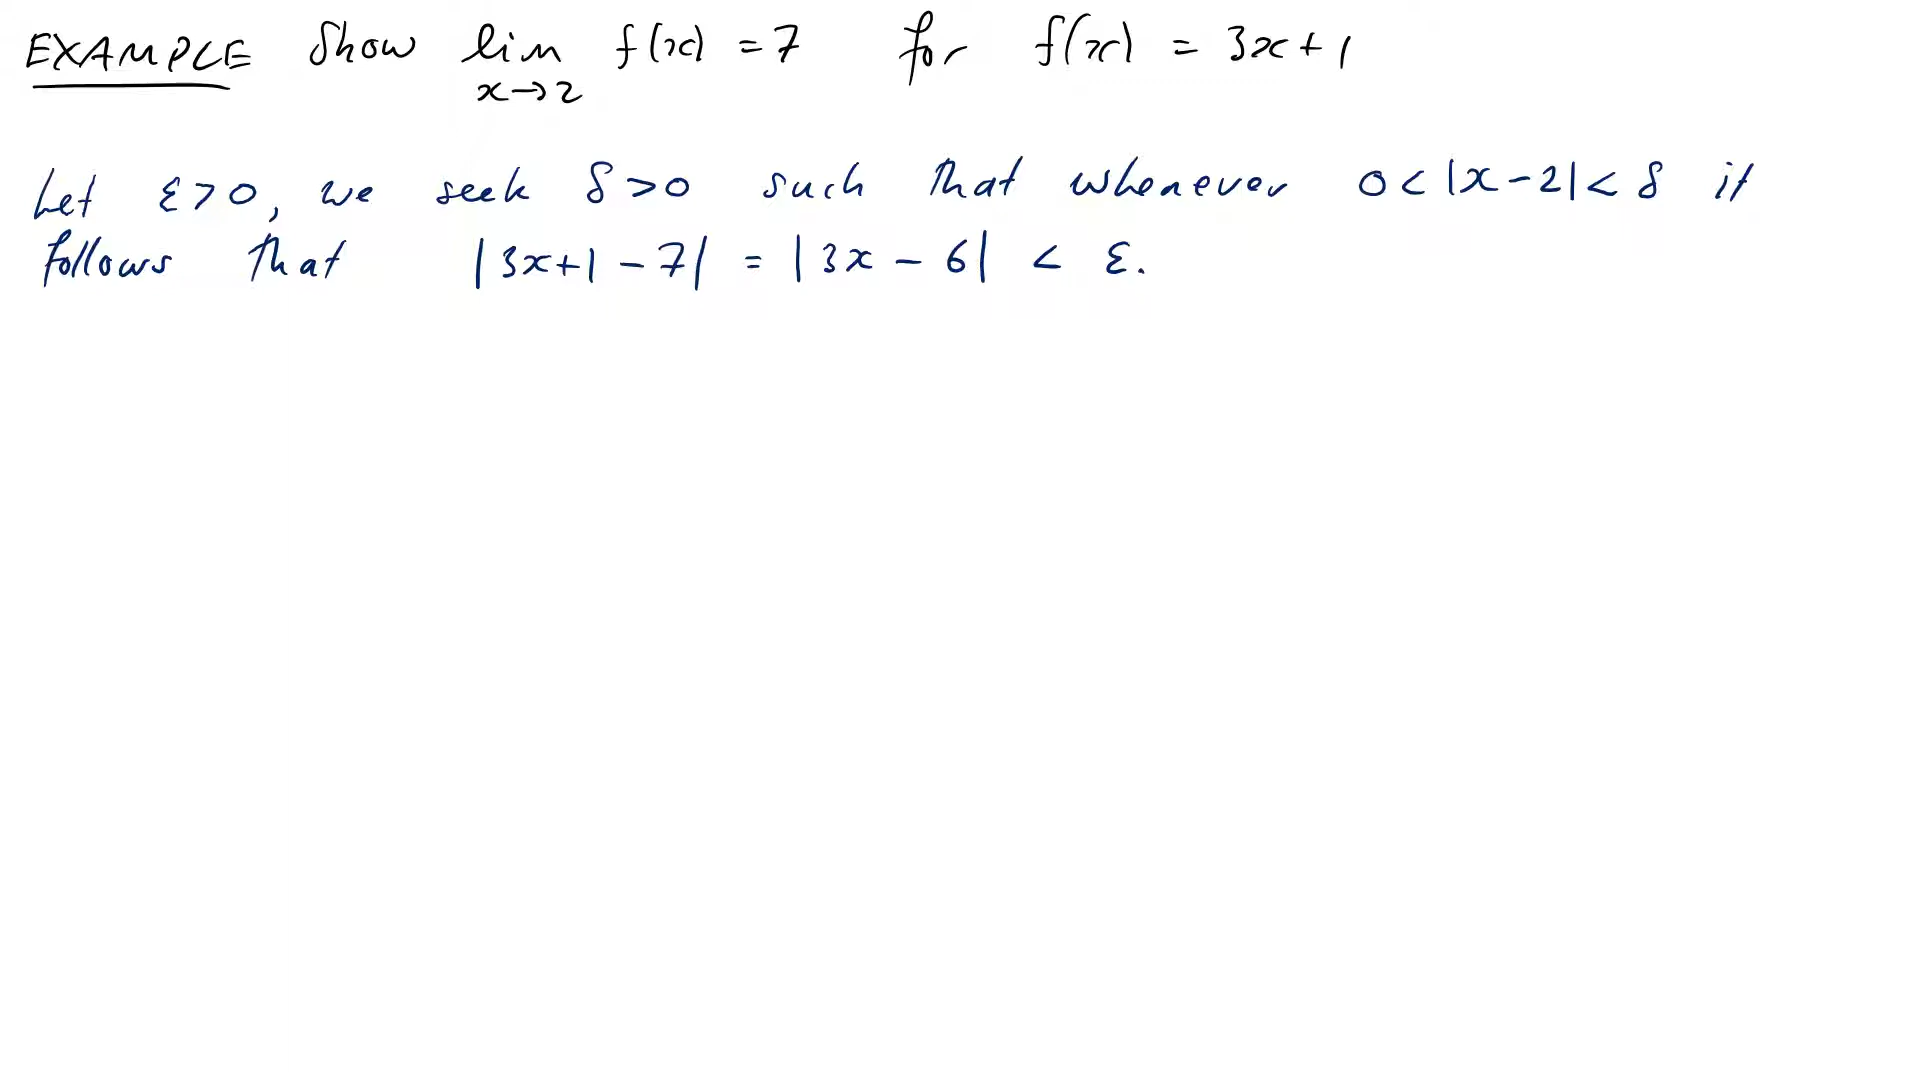 EXAMPLE Show lim f(x) = 7 for f(x) = 3x+1
x→2
Let ε>0, we seek δ>0 such that whenever 0<|x-2|<δ it
follows that |3x+1-7| = |3x-6| < ε.